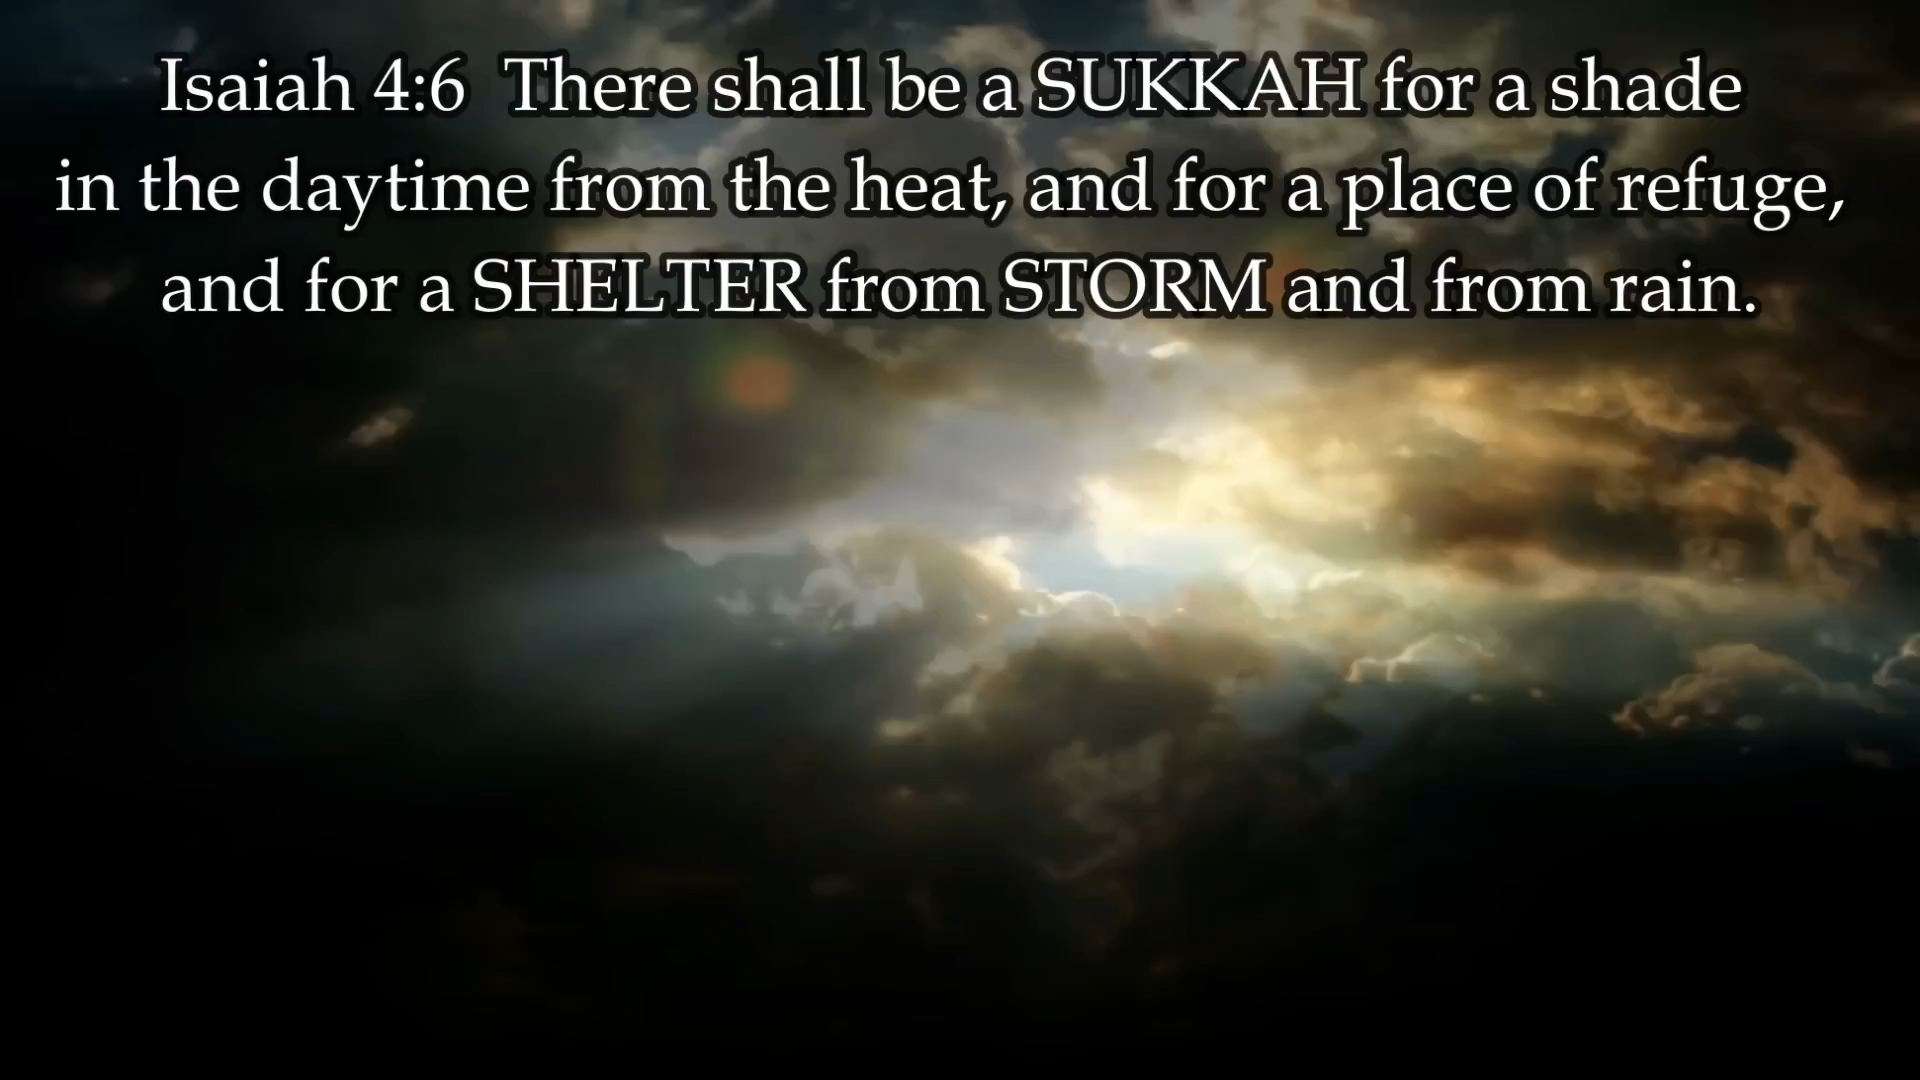 Isaiah 4:6  There shall be a SUKKAH for a shade
in the daytime from the heat, and for a place of refuge,
and for a SHELTER from STORM and from rain.